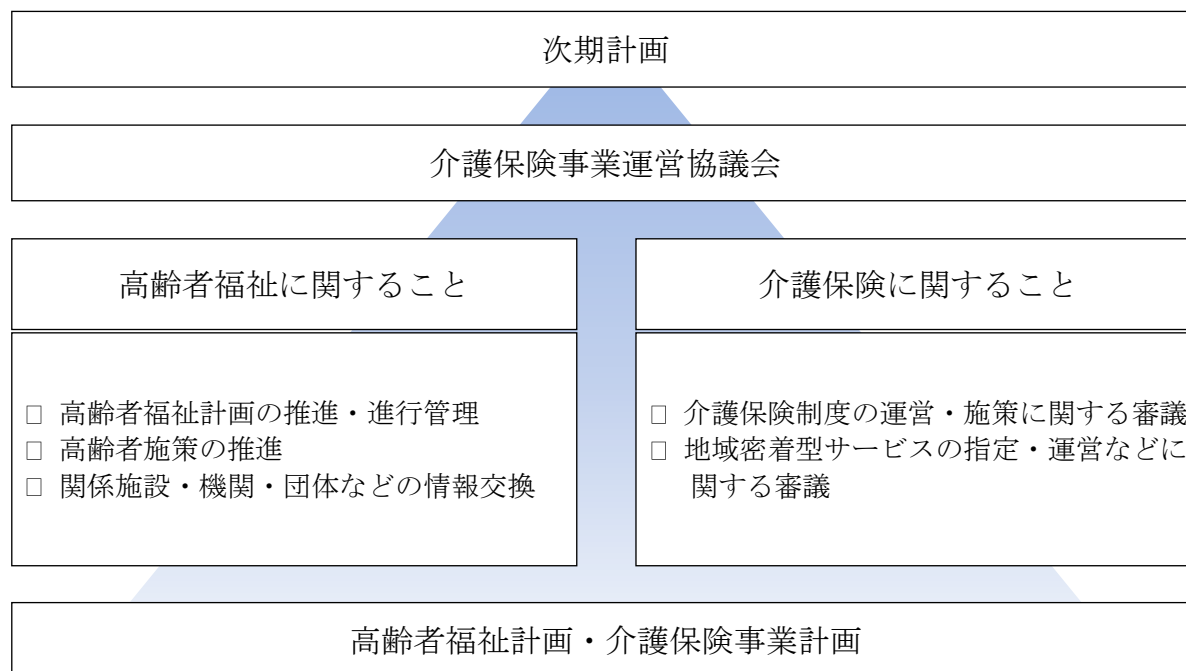 次期計画
介護保険事業運営協議会
高齢者福祉に関すること
□ 高齢者福祉計画の推進・進行管理
□ 高齢者施策の推進
□ 関係施設・機関・団体などの情報交換
介護保険に関すること
□ 介護保険制度の運営・施策に関する審議
□ 地域密着型サービスの指定・運営などに
関する審議
高齢者福祉計画・介護保険事業計画